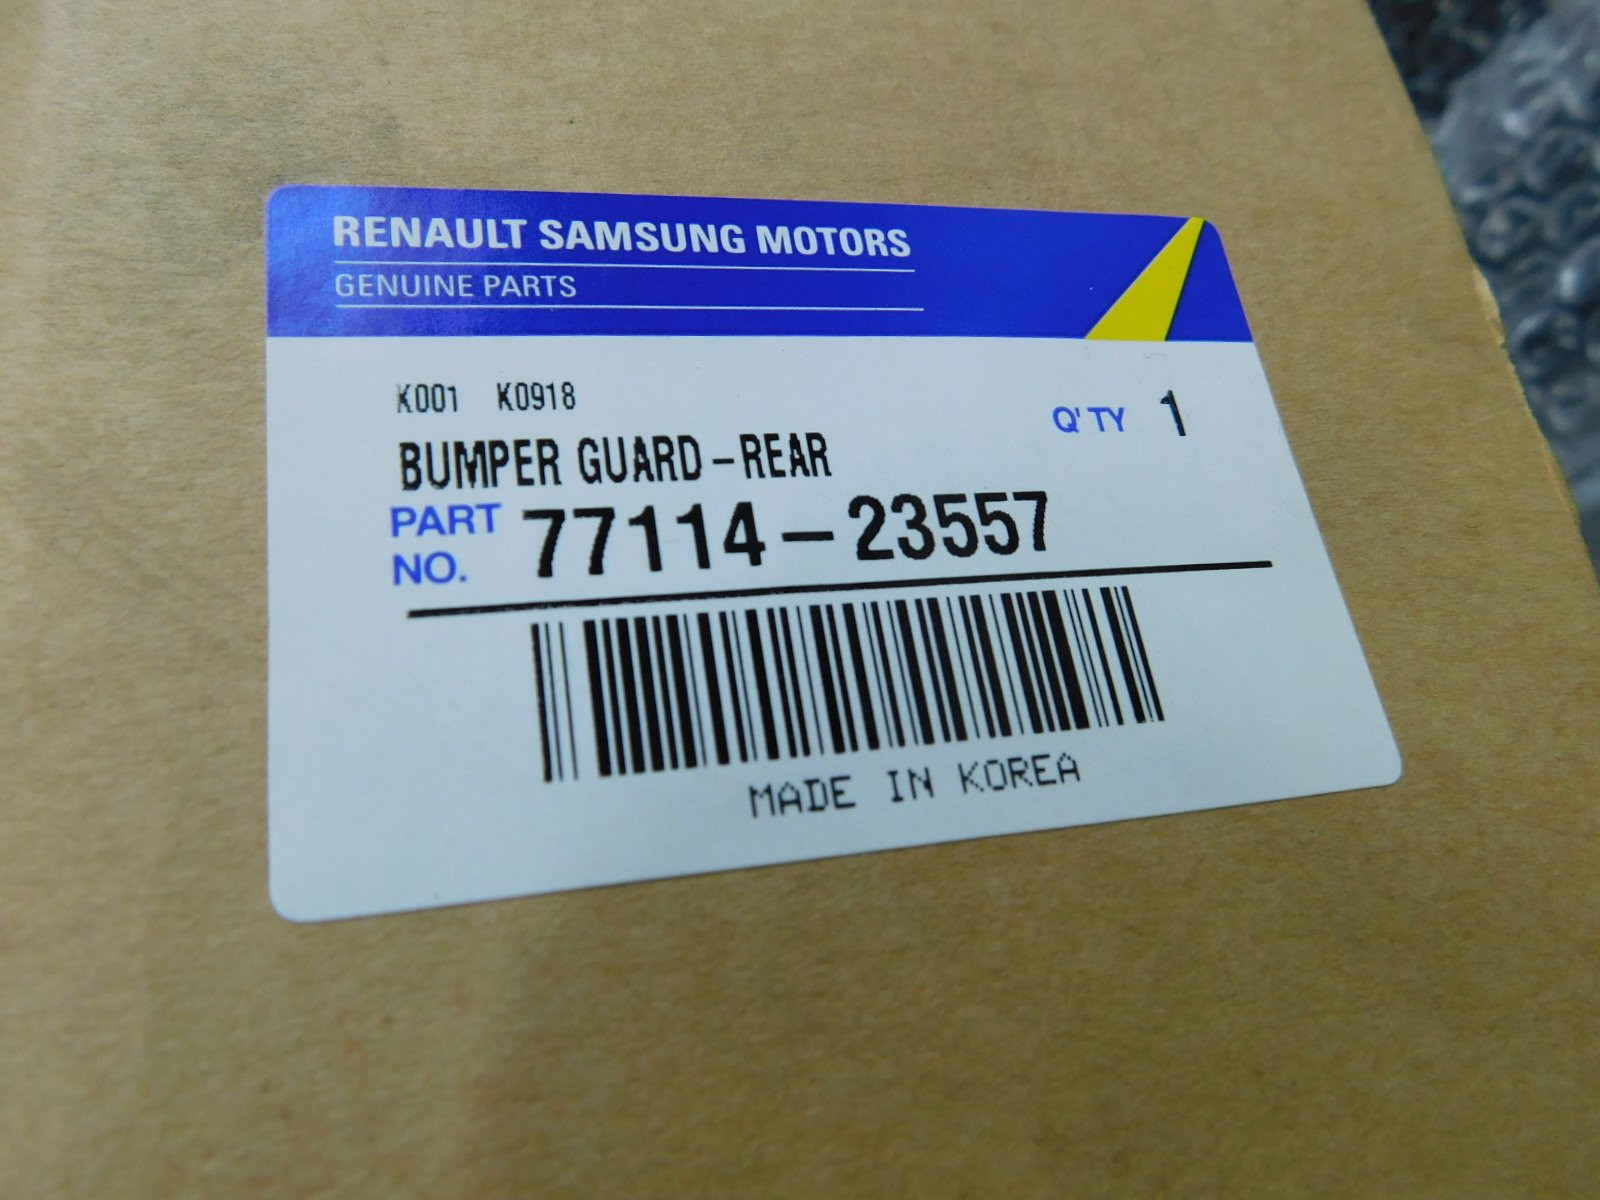 RENAULT SAMSUNG MOTORS
GENUINE PARTS
K001 K0918
Q'TY 1
BUMPER GUARD-REAR
PART NO. 77114-23557
MADE IN KOREA